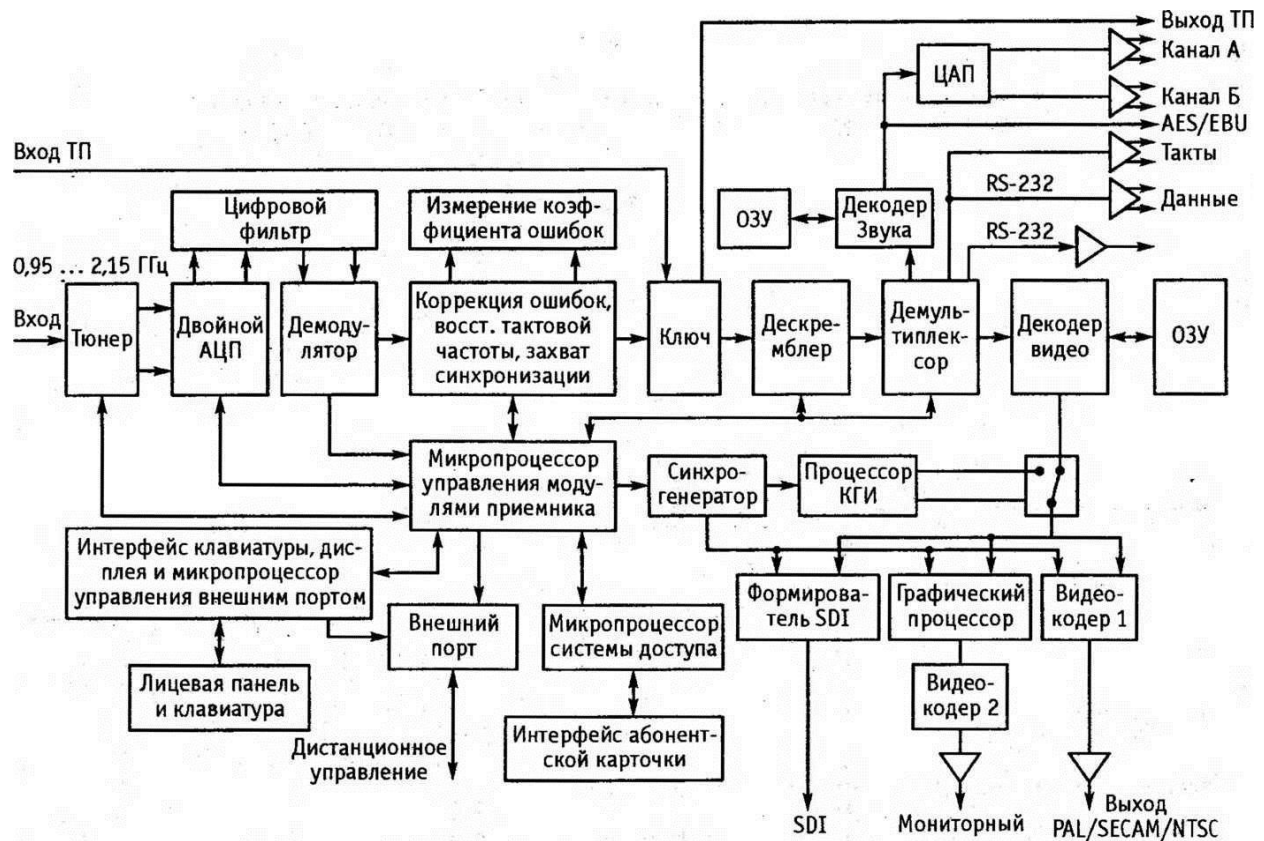 Выход ТП
Канал А
ЦАП
Канал Б
AES/EBU
Вход ТП
Такты
RS-232
Данные
Цифровой
фильтр
Измерение коэф-
фициента ошибок
ОЗУ
Декодер
Звука
RS-232
0,95 ... 2,15 ГГц
Вход
Тюнер
Двойной
АЦП
Демоду-
лятор
Коррекция ошибок,
восст. тактовой
частоты, захват
синхронизации
Ключ
Дескре-
мблер
Демуль-
типлек-
сор
Декодер
видео
ОЗУ
Микропроцессор
управления моду-
лями приемника
Синхро-
генератор
Процессор
КГИ
Интерфейс клавиатуры, дис-
плея и микропроцессор
управления внешним портом
Внешний
порт
Микропроцессор
системы доступа
Формирова-
тель SDI
Графический
процессор
Видео-
кодер 1
Лицевая панель
и клавиатура
Видео-
кодер 2
Дистанционное
управление
Интерфейс абонент-
ской карточки
SDI
Мониторный
Выход
PAL/SECAM/NTSC